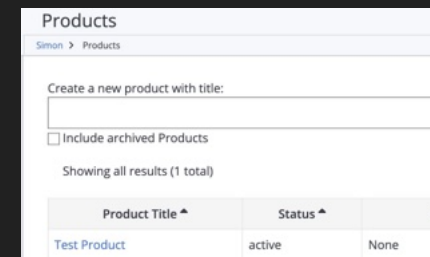 Products
Simon > Products
Create a new product with title:
Include archived Products
Showing all results (1 total)
Product Title Status
Test Product active None